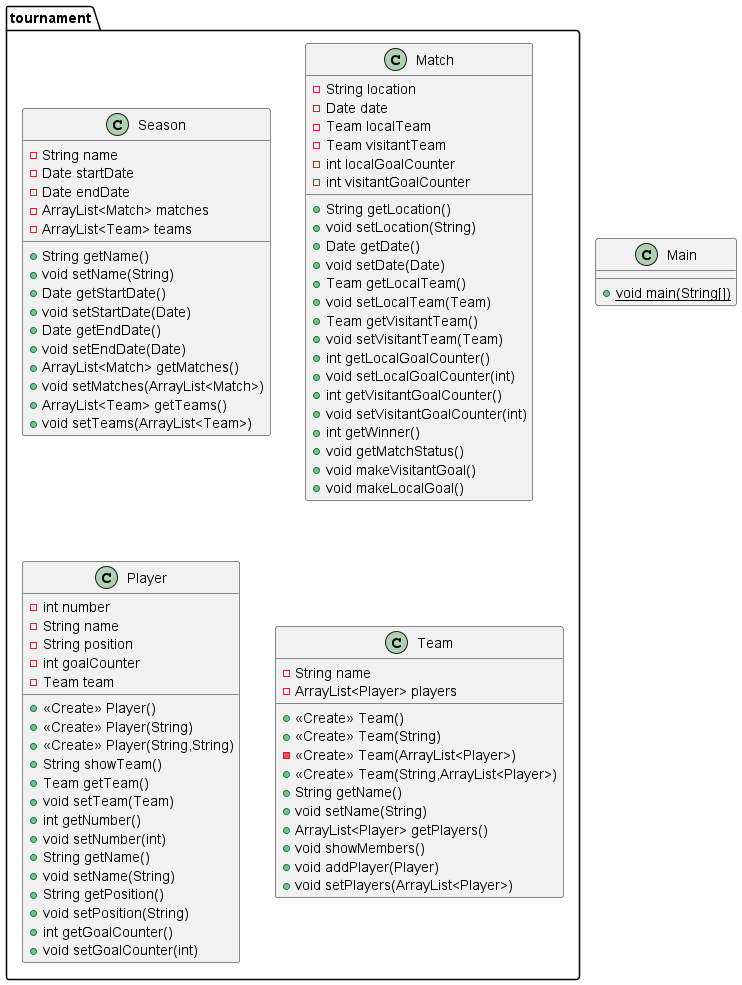 tournament
C Season
String name
Date startDate
Date endDate
ArrayList<Match> matches
ArrayList<Team> teams
String getName()
void setName(String)
Date getStartDate()
void setStartDate(Date)
Date getEndDate()
void setEndDate(Date)
ArrayList<Match> getMatches()
void setMatches(ArrayList<Match>)
ArrayList<Team> getTeams()
void setTeams(ArrayList<Team>)
C Match
String location
Date date
Team localTeam
Team visitantTeam
int localGoalCounter
int visitantGoalCounter
String getLocation()
void setLocation(String)
Date getDate()
void setDate(Date)
Team getLocalTeam()
void setLocalTeam(Team)
Team getVisitantTeam()
void setVisitantTeam(Team)
int getLocalGoalCounter()
void setLocalGoalCounter(int)
int getVisitantGoalCounter()
void setVisitantGoalCounter(int)
int getWinner()
void getMatchStatus()
void makeVisitantGoal()
void makeLocalGoal()
C Main
void main(String[])
C Player
int number
String name
String position
int goalCounter
Team team
«Create» Player()
«Create» Player(String)
«Create» Player(String,String)
String showTeam()
Team getTeam()
void setTeam(Team)
int getNumber()
void setNumber(int)
String getName()
void setName(String)
String getPosition()
void setPosition(String)
int getGoalCounter()
void setGoalCounter(int)
C Team
String name
ArrayList<Player> players
«Create» Team()
«Create» Team(String)
«Create» Team(ArrayList<Player>)
«Create» Team(String,ArrayList<Player>)
String getName()
void setName(String)
ArrayList<Player> getPlayers()
void showMembers()
void addPlayer(Player)
void setPlayers(ArrayList<Player>)